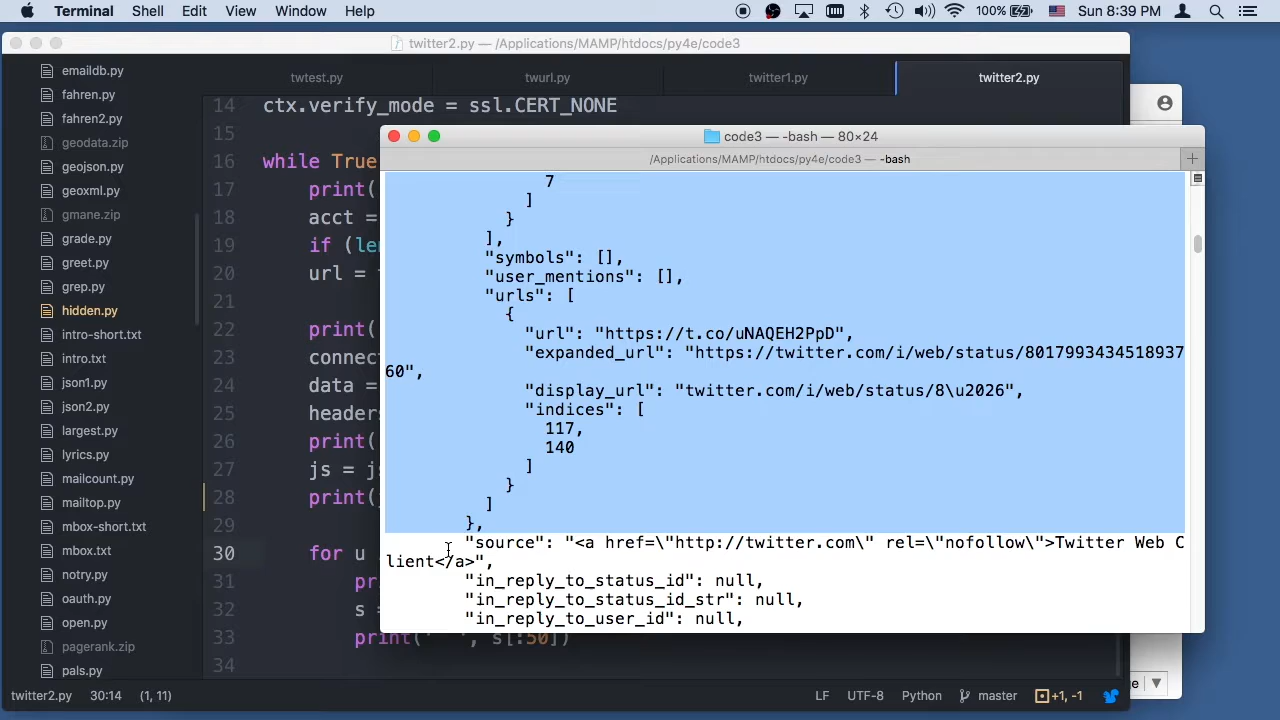 Terminal Shell Edit View Window Help 100% Sun 8:39 PM
twitter2.py — /Applications/MAMP/htdocs/py4e/code3
emaildb.py
fahren.py
fahren2.py
geodata.zip
geojson.py
geoxml.py
gmane.zip
grade.py
greet.py
grep.py
hidden.py
intro-short.txt
intro.txt
json1.py
json2.py
largest.py
lyrics.py
mailcount.py
mailtop.py
mbox-short.txt
mbox.txt
notry.py
oauth.py
open.py
pagerank.zip
pals.py
twtest.py twurl.py twitter1.py twitter2.py
14 ctx.verify_mode = ssl.CERT_NONE
15
16 while True
17 print(
18 acct =
19 if (le
20 url =
21
22 print(
23 connect
24 data =
25 headers
26 print(
27 js = js
28 print(
29
30 for u
31 pr
32 s =
33 print(' ', s[:50])
34
code3 — -bash — 80×24
/Applications/MAMP/htdocs/py4e/code3 — -bash
7
]
}
],
"symbols": [],
"user_mentions": [],
"urls": [
{
"url": "https://t.co/uNAQEH2PpD",
"expanded_url": "https://twitter.com/i/web/status/8017993434518937
60",
"display_url": "twitter.com/i/web/status/8\u2026",
"indices": [
117,
140
]
}
]
},
"source": "<a href=\"http://twitter.com\" rel=\"nofollow\">Twitter Web C
lient</a>",
"in_reply_to_status_id": null,
"in_reply_to_status_id_str": null,
"in_reply_to_user_id": null,
e
twitter2.py 30:14 (1, 11) LF UTF-8 Python master +1, -1